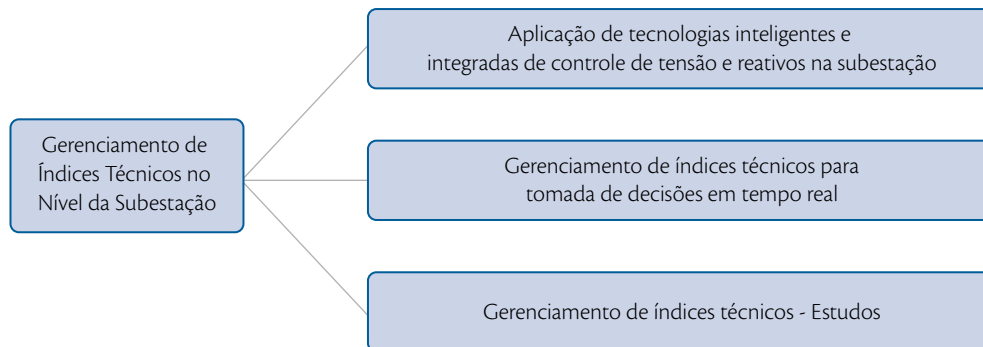 Gerenciamento de
Índices Técnicos no
Nível da Subestação
Aplicação de tecnologias inteligentes e
integradas de controle de tensão e reativos na subestação
Gerenciamento de índices técnicos para
tomada de decisões em tempo real
Gerenciamento de índices técnicos - Estudos